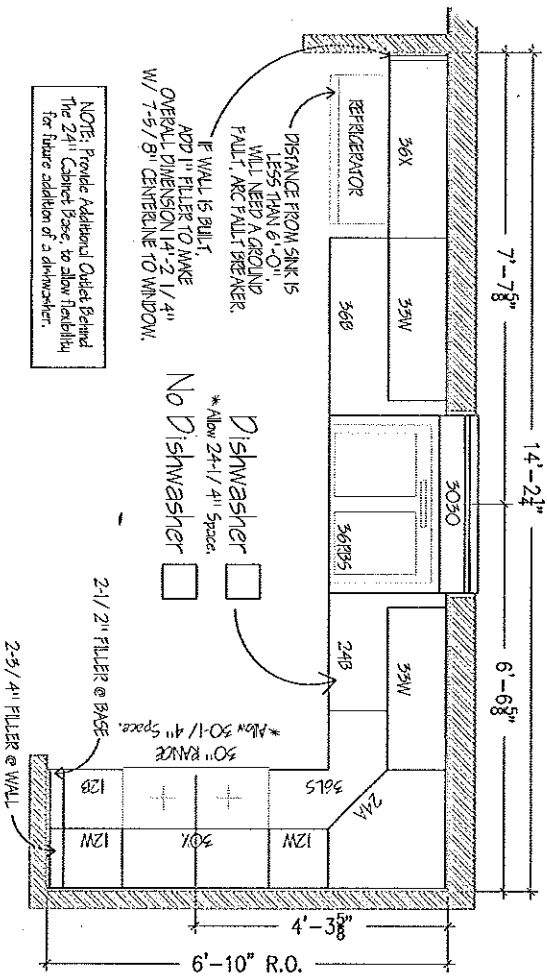 14'-2 1/4"
7'-7 5/8"
6'-6 5/8"
36X
33W
3030
33W
REFRIGERATOR
36B
36RBS
24B
24A
36LS
DISTANCE FROM SINK IS
LESS THAN 6'-0"
WILL NEED A GROUND
FAULT, ARC FAULT BREAKER.
IF WALL IS BUILT,
ADD 1" FILLER TO MAKE
OVERALL DIMENSION 14'-2 1/4"
W/ 7-5/8" CENTERLINE TO WINDOW.
Dishwasher
*Allow 24-1/4" Space.
No Dishwasher
NOTE: Provide Additional Outlet Behind
The 24" Cabinet Base, to allow flexibility
for future addition of a dishwasher.
30" RANGE
*Allow 30-1/4" Space.
12W
30X
12B
12W
2-1/2" FILLER @ BASE
2-3/4" FILLER @ WALL
4'-3 5/8"
6'-10" R.O.